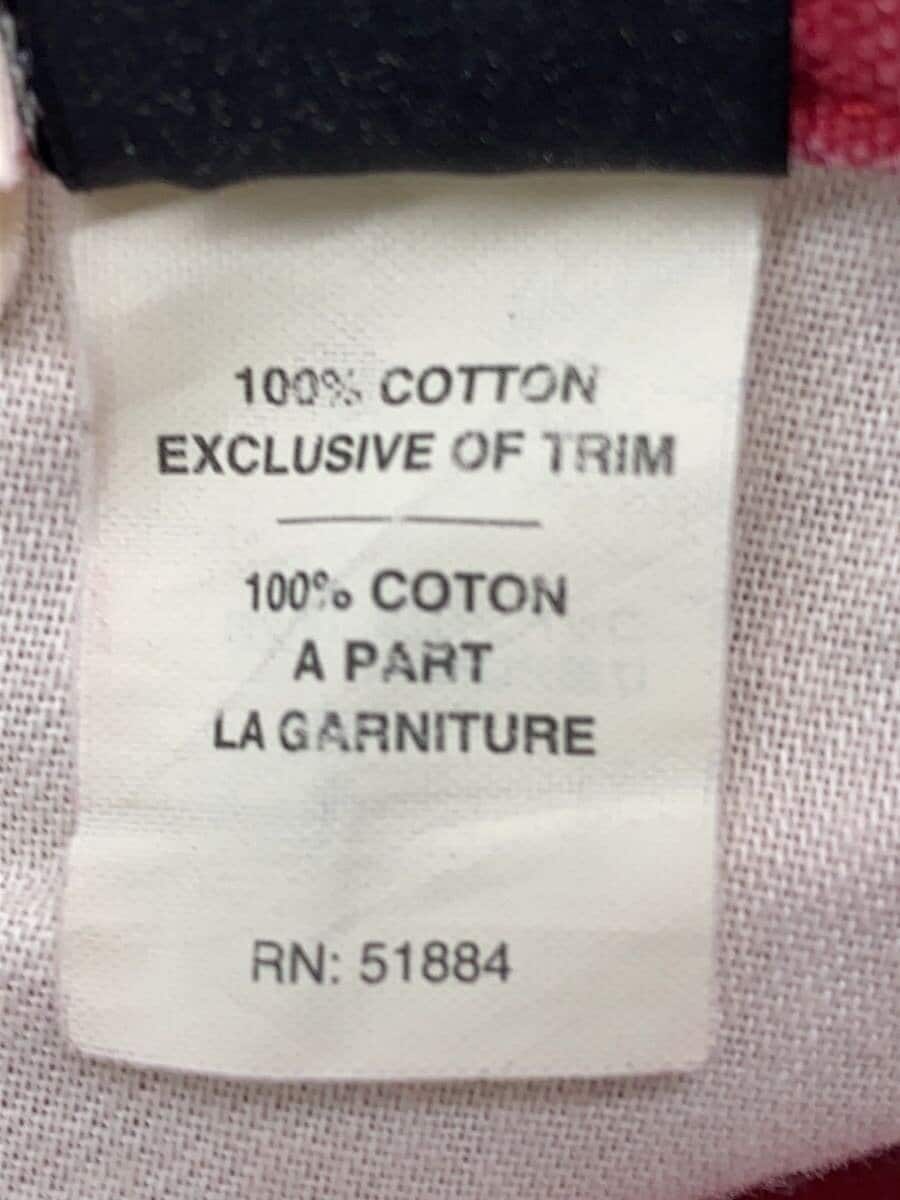 100% COTTON
EXCLUSIVE OF TRIM
100% COTON
A PART
LA GARNITURE
RN: 51884